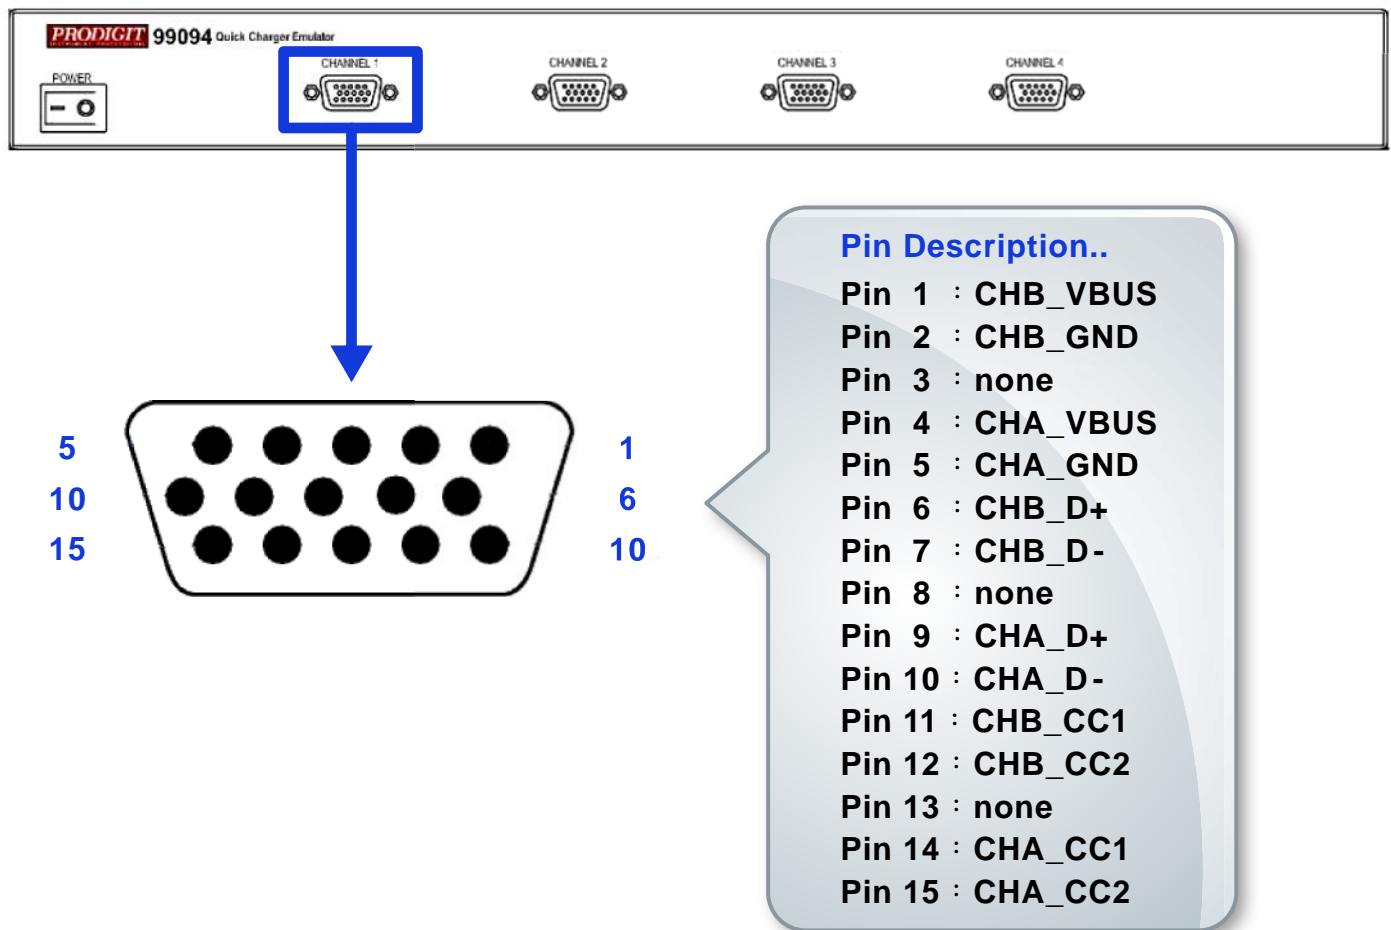 PRODIGIT 99094 Quick Charger Emulator
POWER
CHANNEL 1
CHANNEL 2
CHANNEL 3
CHANNEL 4
5
10
15
1
6
10
Pin Description..
Pin 1 : CHB_VBUS
Pin 2 : CHB_GND
Pin 3 : none
Pin 4 : CHA_VBUS
Pin 5 : CHA_GND
Pin 6 : CHB_D+
Pin 7 : CHB_D-
Pin 8 : none
Pin 9 : CHA_D+
Pin 10 : CHA_D-
Pin 11 : CHB_CC1
Pin 12 : CHB_CC2
Pin 13 : none
Pin 14 : CHA_CC1
Pin 15 : CHA_CC2